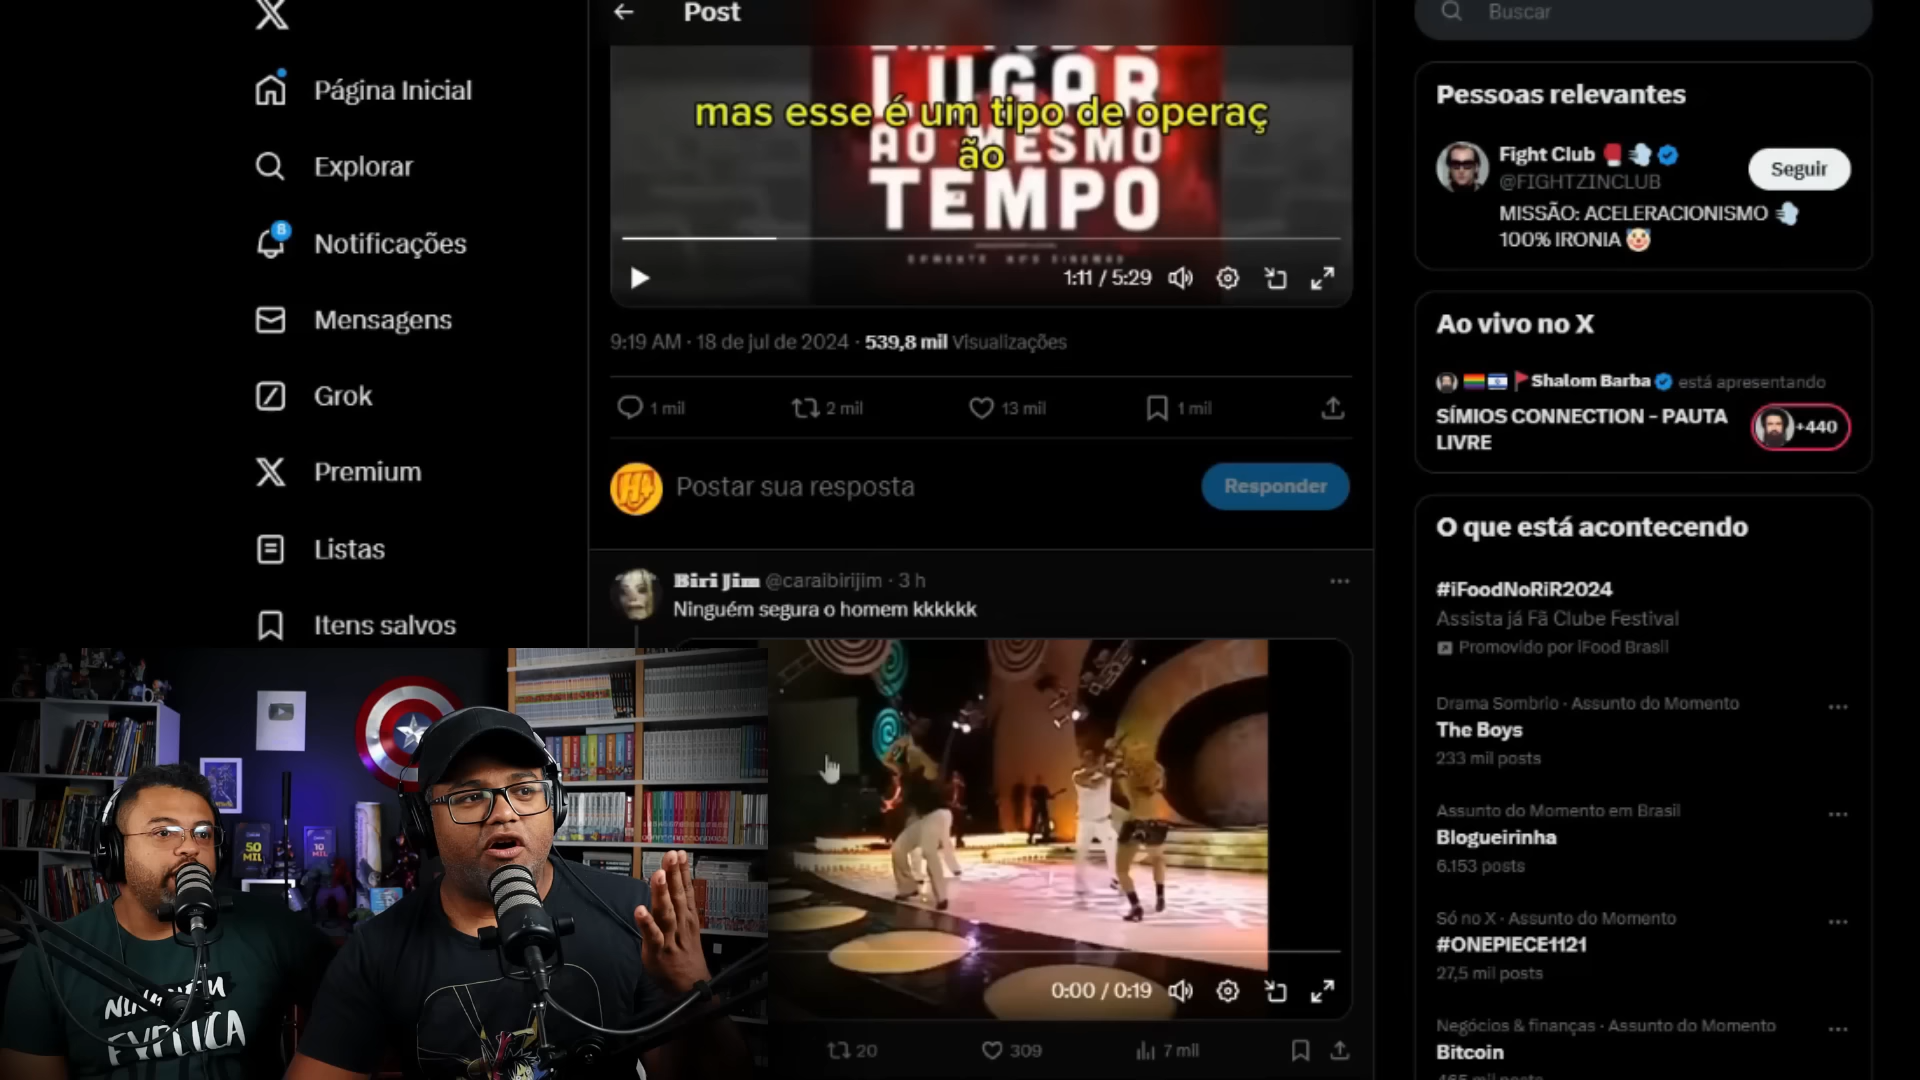 Página Inicial
Explorar
8
Notificações
Mensagens
Grok
Premium
Listas
Itens salvos
Post
LUGAR
AO MESMO
TEMPO
mas esse é um tipo de operaç
ão
1:11 / 5:29
9:19 AM · 18 de jul de 2024 · 539,8 mil Visualizações
1 mil
2 mil
13 mil
1 mil
Postar sua resposta
Responder
Biri Jim @caraibirijim · 3 h
Ninguém segura o homem kkkkkk
0:00 / 0:19
20
309
7 mil
Buscar
Pessoas relevantes
Fight Club
@FIGHTZINCLUB
Seguir
MISSÃO: ACELERACIONISMO
100% IRONIA
Ao vivo no X
Shalom Barba está apresentando
SÍMIOS CONNECTION - PAUTA
LIVRE
+440
O que está acontecendo
#iFoodNoRiR2024
Assista já Fã Clube Festival
Promovido por iFood Brasil
Drama Sombrio · Assunto do Momento
The Boys
233 mil posts
Assunto do Momento em Brasil
Blogueirinha
6.153 posts
Só no X · Assunto do Momento
#ONEPIECE1121
27,5 mil posts
Negócios & finanças · Assunto do Momento
Bitcoin
50
MIL
10
MIL
EXPLICA